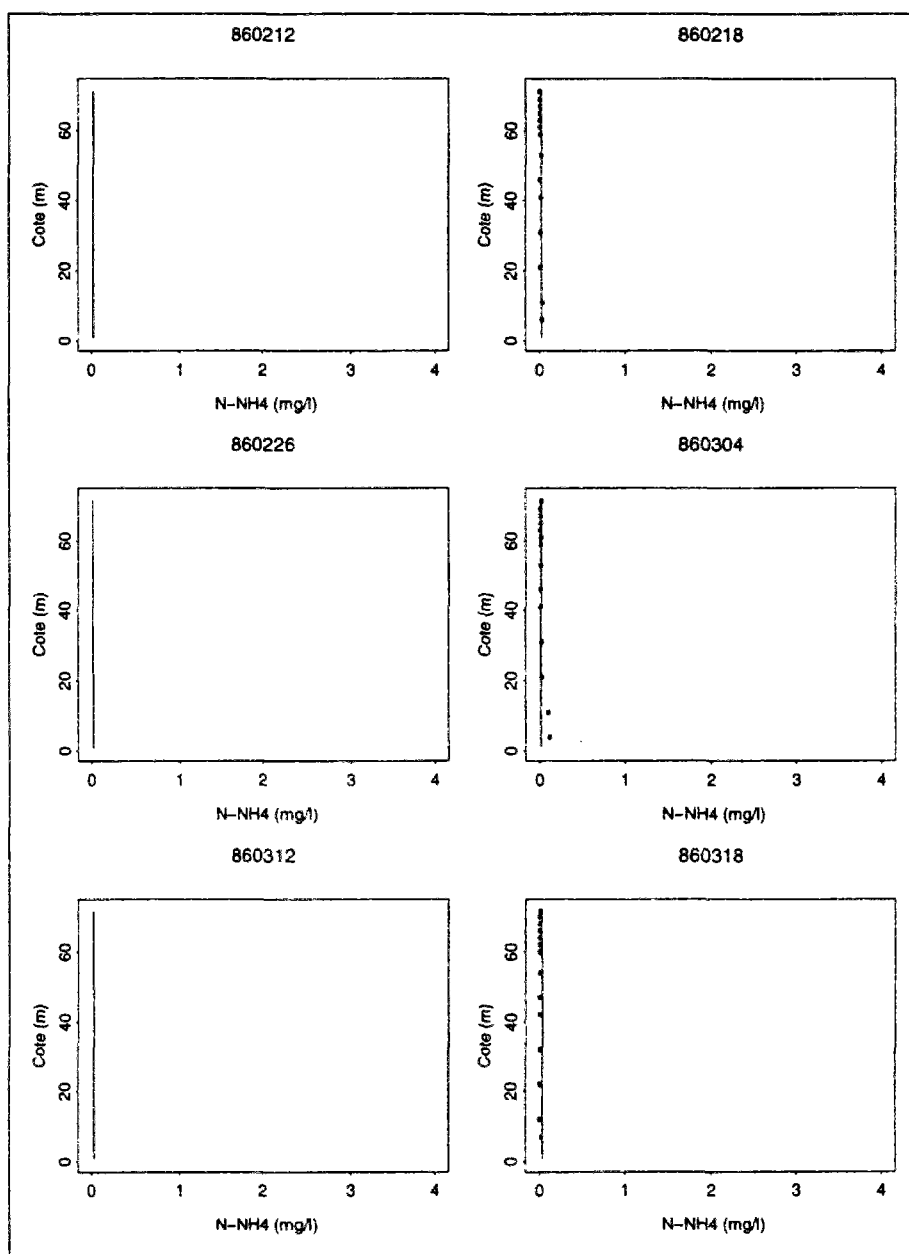 860212
860218
60
40
20
0
Cote (m)
0 1 2 3 4
N-NH4 (mg/l)
60
40
20
0
Cote (m)
0 1 2 3 4
N-NH4 (mg/l)
860226
860304
60
40
20
0
Cote (m)
0 1 2 3 4
N-NH4 (mg/l)
60
40
20
0
Cote (m)
0 1 2 3 4
N-NH4 (mg/l)
860312
860318
60
40
20
0
Cote (m)
0 1 2 3 4
N-NH4 (mg/l)
60
40
20
0
Cote (m)
0 1 2 3 4
N-NH4 (mg/l)